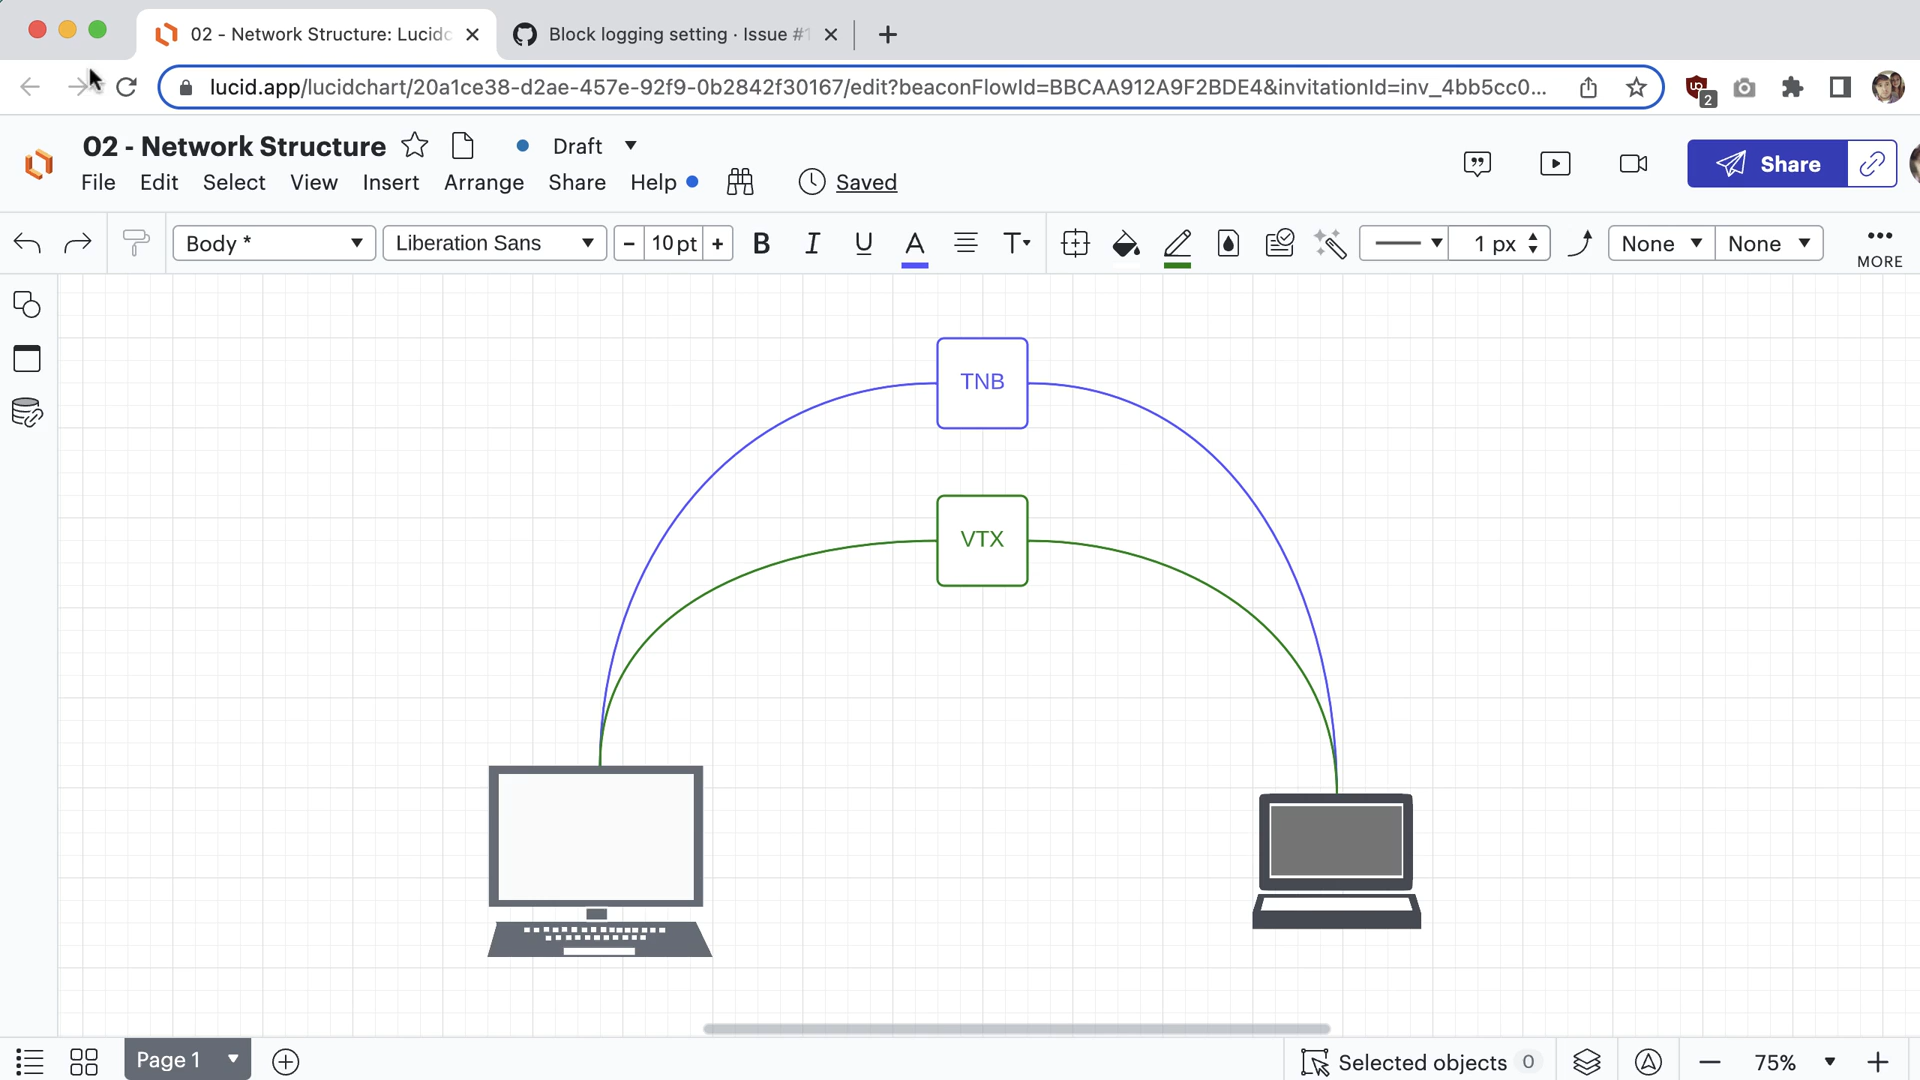 02 - Network Structure: Lucidc
Block logging setting · Issue #1
lucid.app/lucidchart/20a1ce38-d2ae-457e-92f9-0b2842f30167/edit?beaconFlowId=BBCAA912A9F2BDE4&invitationId=inv_4bb5cc0...
2
02 - Network Structure
Draft
File Edit Select View Insert Arrange Share Help
Saved
Share
Body *
Liberation Sans
- 10 pt +
B I U A T
1 px
None
None
MORE
TNB
VTX
Page 1
Selected objects 0
75%